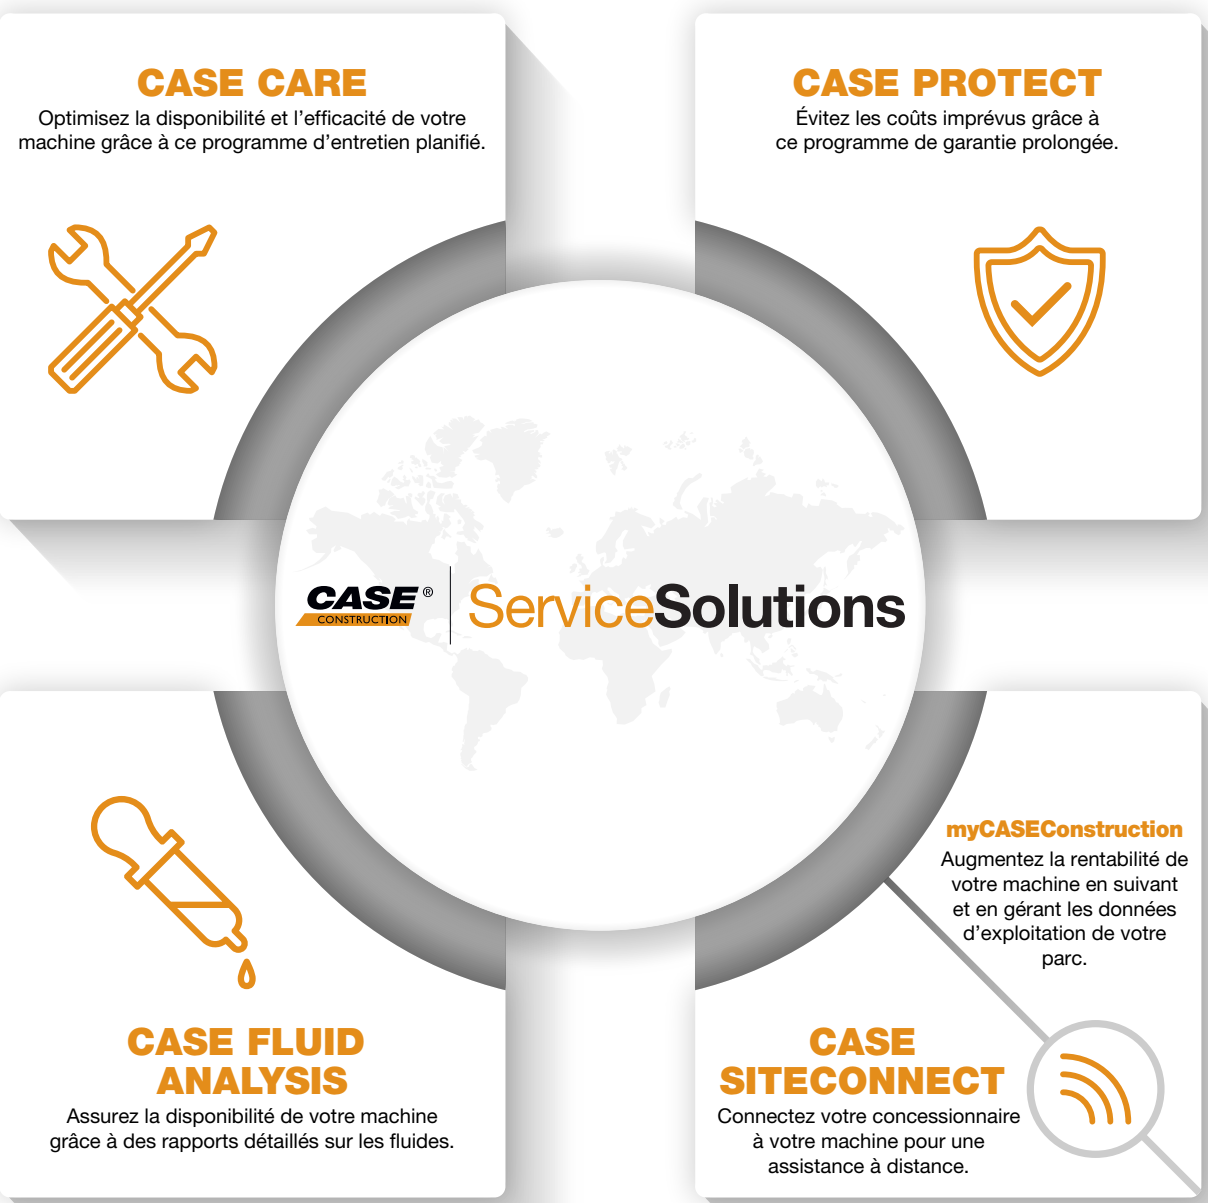 CASE CARE
Optimisez la disponibilité et l’efficacité de votre
machine grâce à ce programme d’entretien planifié.
CASE PROTECT
Évitez les coûts imprévus grâce à
ce programme de garantie prolongée.
CASE®
CONSTRUCTION
ServiceSolutions
CASE FLUID
ANALYSIS
Assurez la disponibilité de votre machine
grâce à des rapports détaillés sur les fluides.
myCASEConstruction
Augmentez la rentabilité de
votre machine en suivant
et en gérant les données
d’exploitation de votre
parc.
CASE
SITECONNECT
Connectez votre concessionnaire
à votre machine pour une
assistance à distance.